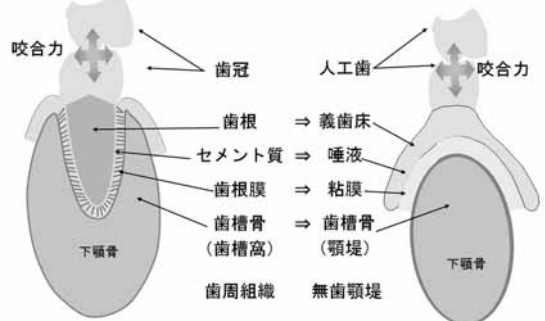 咬合力
歯冠
人工歯
咬合力
歯根 ⇒ 義歯床
セメント質 ⇒ 唾液
歯根膜 ⇒ 粘膜
歯槽骨 ⇒ 歯槽骨
(歯槽窩) (顎堤)
下顎骨
下顎骨
歯周組織 無歯顎堤